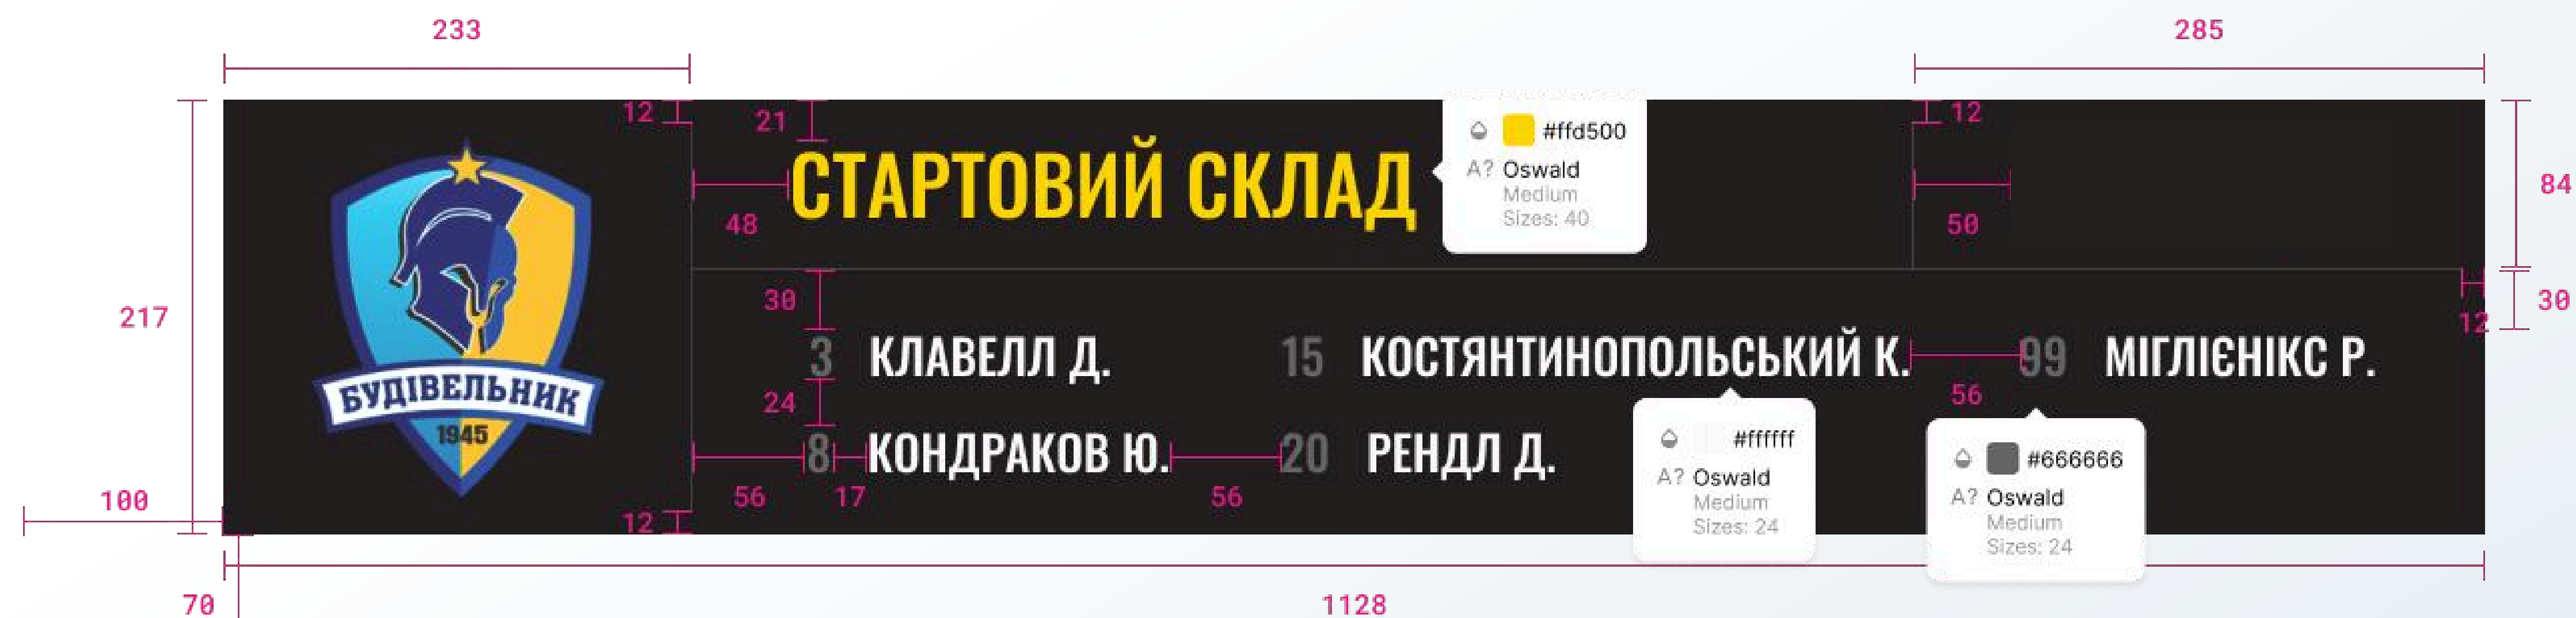 233
285
12
21
12
#ffd500
A? Oswald
Medium
Sizes: 40
СТАРТОВИЙ СКЛАД
84
48
50
217
30
30
12
3 КЛАВЕЛЛ Д. 15 КОСТЯНТИНОПОЛЬСЬКИЙ К. 99 МІГЛІЄНІКС Р.
24
56
БУДІВЕЛЬНИК
1945
8 КОНДРАКОВ Ю. 20 РЕНДЛ Д.
#ffffff
A? Oswald
Medium
Sizes: 24
#666666
A? Oswald
Medium
Sizes: 24
100
56 17 56
12
70
1128